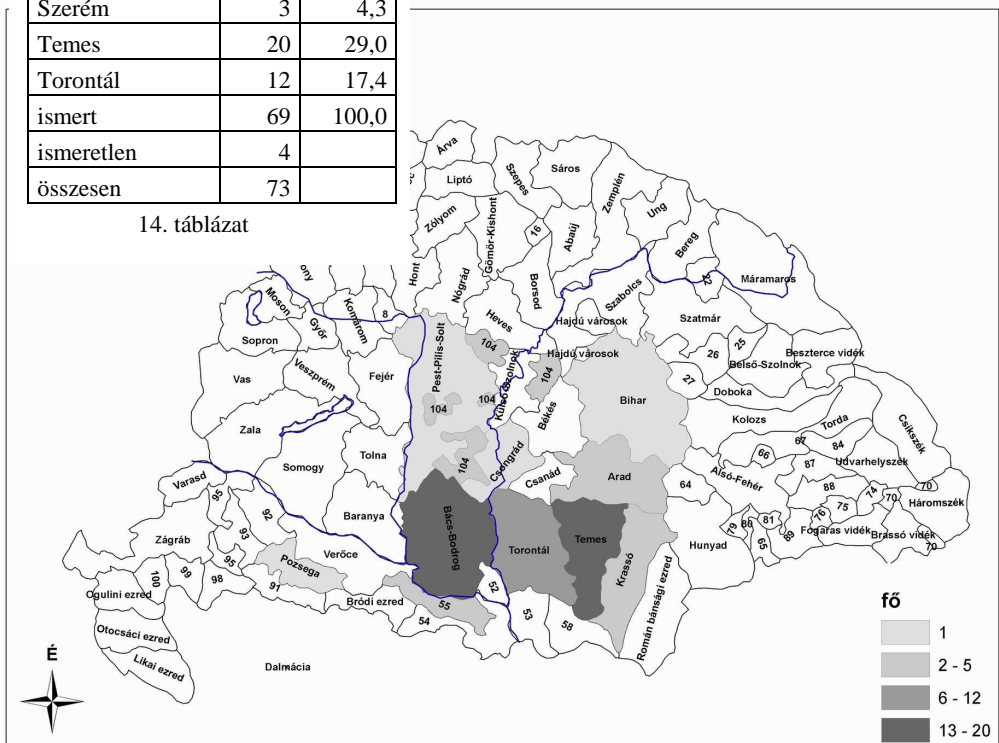 Szerém 3 4,3
Temes 20 29,0
Torontál 12 17,4
ismert 69 100,0
ismeretlen 4
összesen 73
14. táblázat
Árva
Liptó
Szepes
Sáros
Zemplén
Ung
Bereg
Zólyom
Gömör-Kishont
16
Abaúj
Hont
Nógrád
Borsod
Szabolcs
22
Máramaros
ony
Moson
Győr
Komárom
8
Heves
Hajdú városok
Szatmár
Sopron
Pest-Pilis-Solt
104
Hajdú városok
26
25
Belső-Szolnok
Beszterce vidék
Vas
Veszprém
Fejér
104
104
104
Külső-Szolnok
Békés
Bihar
27
Doboka
Kolozs
Torda
Csíkszék
Zala
Somogy
Tolna
104
Csongrád
Csanád
Arad
64
Alsó-Fehér
66
67
84
Udvarhelyszék
87
88
70
Háromszék
Varasd
95
92
Baranya
Bács-Bodrog
Torontál
Temes
Krassó
Hunyad
79
80
81
65
89
76
75
74
70
Fogaras vidék
Brassó vidék
70
Zágráb
93
95
Verőce
Pozsega
91
100
99
98
Ogulini ezred
Bródi ezred
55
54
52
53
58
Román bánsági ezred
Otocsáci ezred
Likai ezred
Dalmácia
É
fő
1
2 - 5
6 - 12
13 - 20